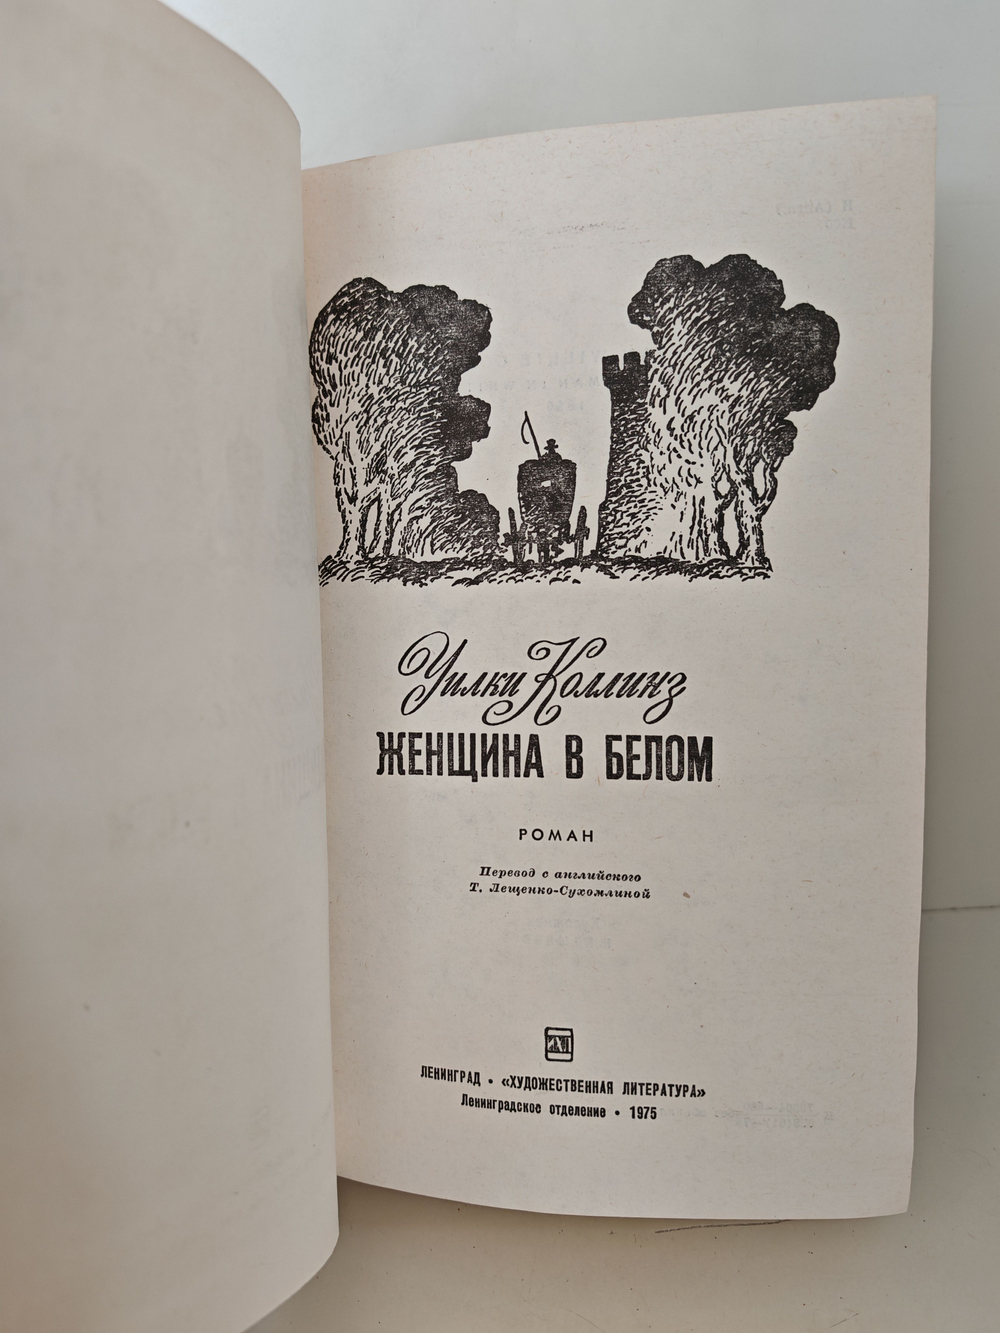 Уилки Коллинз
ЖЕНЩИНА В БЕЛОМ
РОМАН
Перевод с английского
Т. Лещенко-Сухомлиной
ЛЕНИНГРАД • «ХУДОЖЕСТВЕННАЯ ЛИТЕРАТУРА»
Ленинградское отделение • 1975